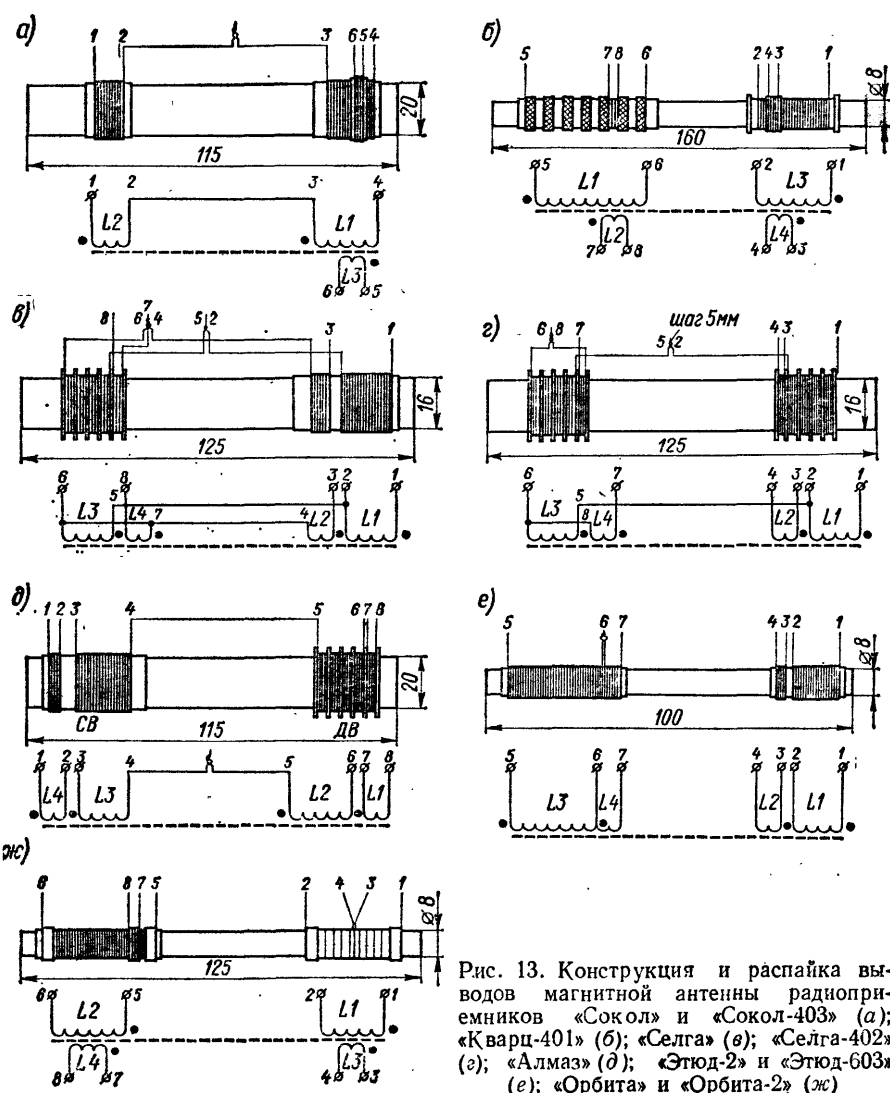 а)
1 2 3 6 5 4
20
115
1 2 3 4
L2 L1
L3
6 5
б)
5 7 8 6 2 4 3 1
Ø 8
160
5 6 2 1
L1 L3
L2 L4
7 8 4 3
в)
8 6 7 4 5 2 3 1
16
125
6 8 3 2 1
5 4
L3 L4 7 L2 L1
г)
шаг 5мм
6 8 7 5 2 4 3 1
16
125
6 7 4 3 2 1
5
L3 8 L4 L2 L1
д)
1 2 3 4 5 6 7 8
20
СВ ДВ
115
1 2 3 4 5 6 7 8
L4 L3 L2 L1
е)
5 6 7 4 3 2 1
Ø 8
100
5 6 7 4 3 2 1
L3 L4 L2 L1
ж)
6 8 7 5 2 4 3 1
Ø 8
125
6 5 2 1
L2 L1
L4 L3
8 7 4 3
Рис. 13. Конструкция и распайка вы-
водов магнитной антенны радиопри-
емников «Сокол» и «Сокол-403» (а);
«Кварц-401» (б); «Селга» (в); «Селга-402»
(г); «Алмаз» (д); «Этюд-2» и «Этюд-603»
(е); «Орбита» и «Орбита-2» (ж)